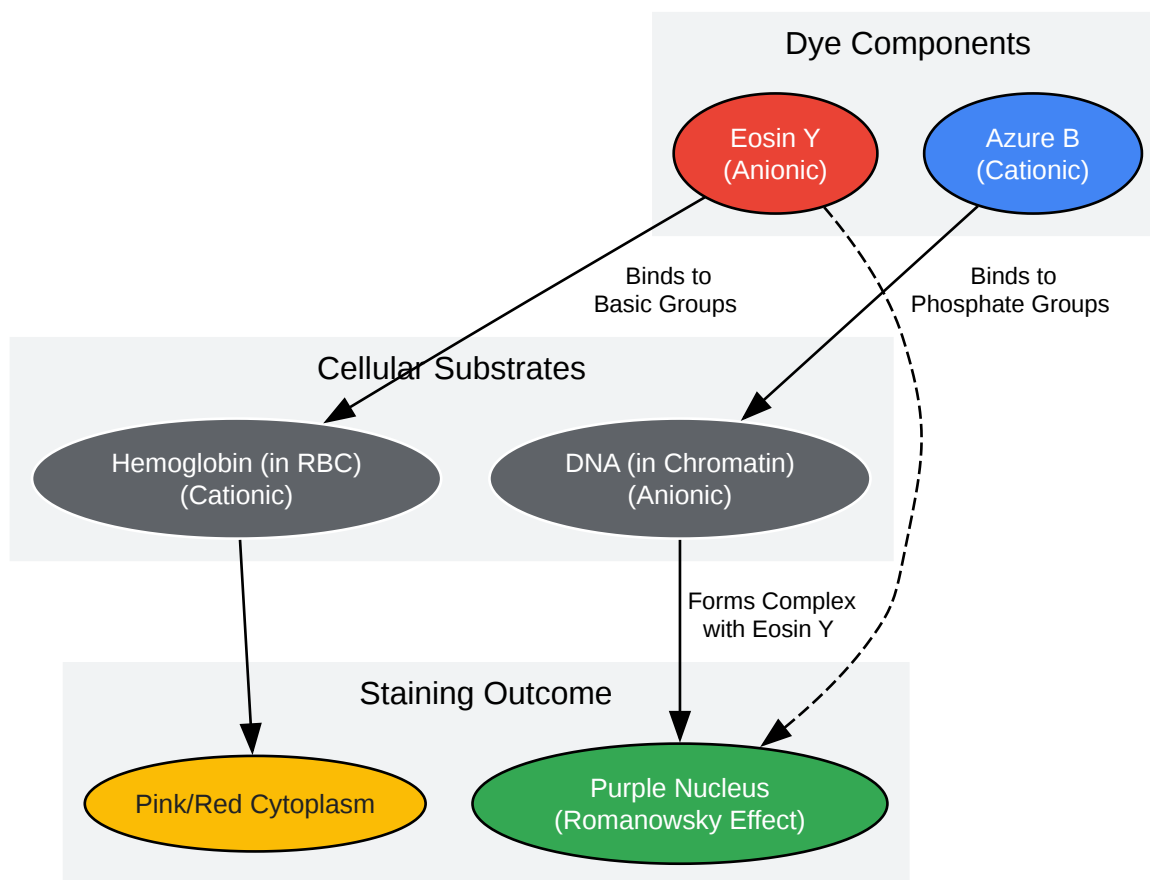 Dye Components
Eosin Y
(Anionic)
Azure B
(Cationic)
Binds to
Basic Groups
Binds to
Phosphate Groups
Cellular Substrates
Hemoglobin (in RBC)
(Cationic)
DNA (in Chromatin)
(Anionic)
Forms Complex
with Eosin Y
Staining Outcome
Pink/Red Cytoplasm
Purple Nucleus
(Romanowsky Effect)